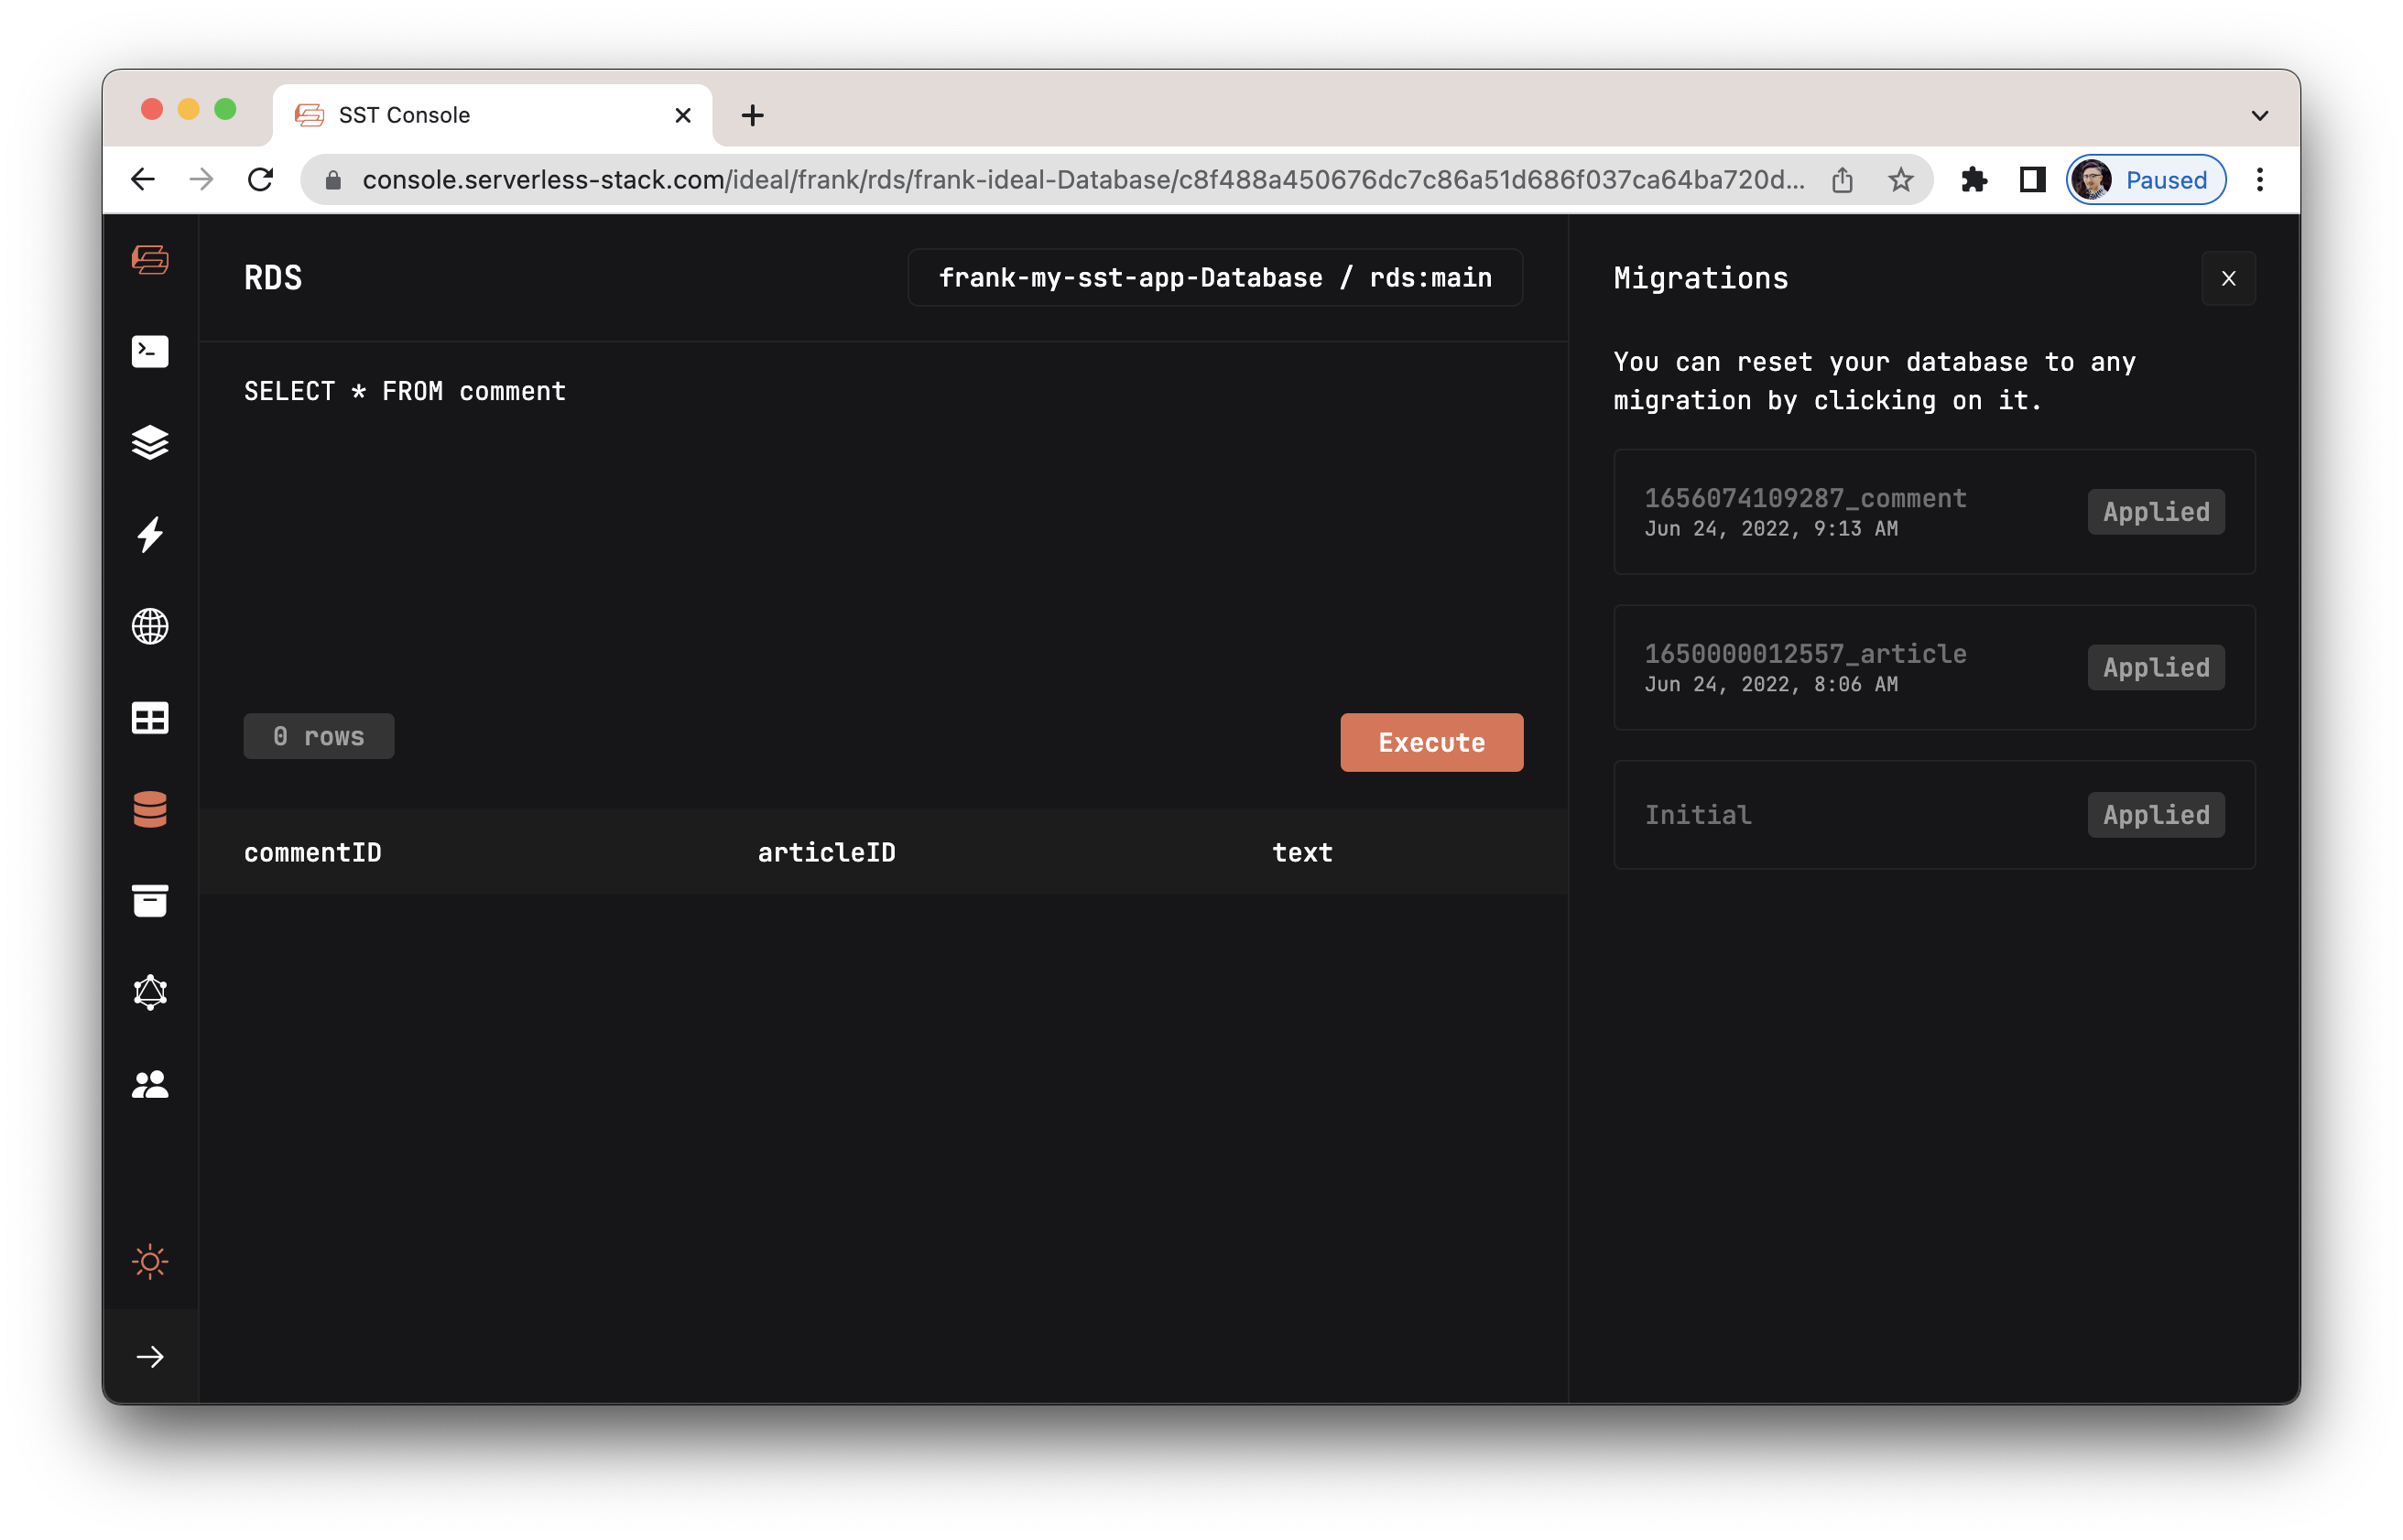 SST Console
console.serverless-stack.com/ideal/frank/rds/frank-ideal-Database/c8f488a450676dc7c86a51d686f037ca64ba720d...
Paused
RDS
frank-my-sst-app-Database / rds:main
SELECT * FROM comment
0 rows
Execute
commentID articleID text
Migrations
X
You can reset your database to any
migration by clicking on it.
1656074109287_comment
Jun 24, 2022, 9:13 AM
Applied
1650000012557_article
Jun 24, 2022, 8:06 AM
Applied
Initial
Applied